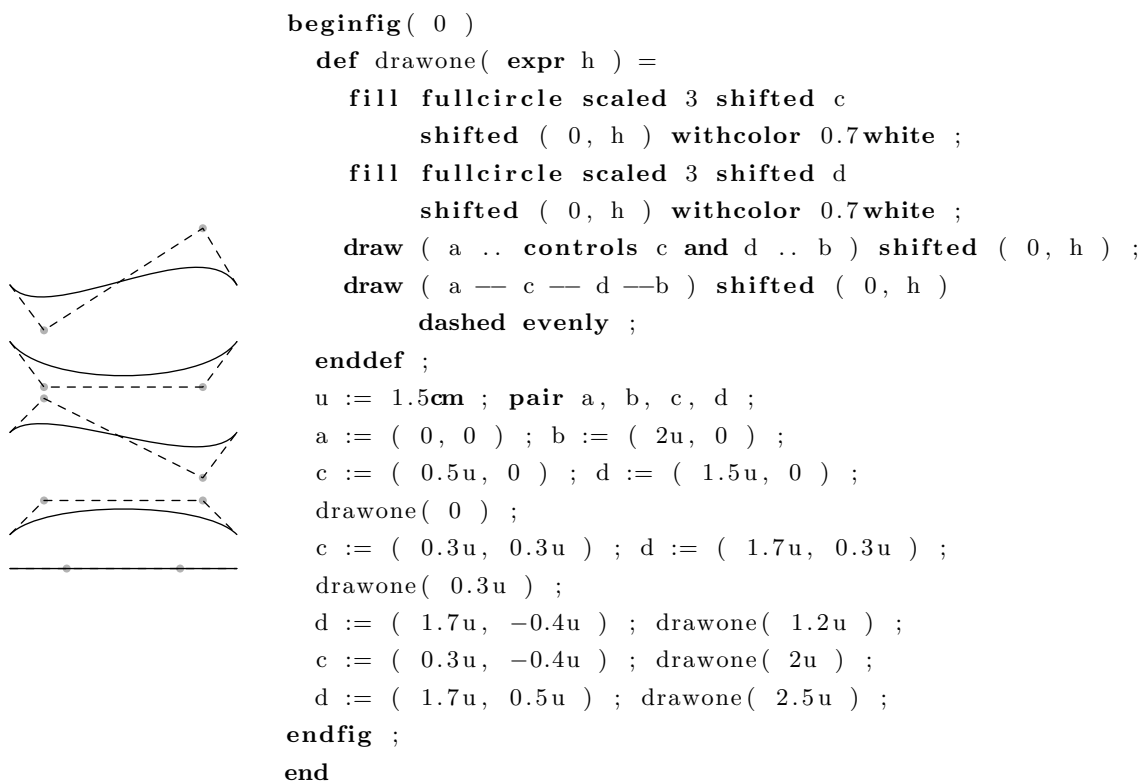 beginfig( 0 )
def drawone( expr h ) =
fill fullcircle scaled 3 shifted c
shifted ( 0, h ) withcolor 0.7white ;
fill fullcircle scaled 3 shifted d
shifted ( 0, h ) withcolor 0.7white ;
draw ( a .. controls c and d .. b ) shifted ( 0, h ) ;
draw ( a — c — d —b ) shifted ( 0, h )
dashed evenly ;
enddef ;
u := 1.5cm ; pair a, b, c, d ;
a := ( 0, 0 ) ; b := ( 2u, 0 ) ;
c := ( 0.5u, 0 ) ; d := ( 1.5u, 0 ) ;
drawone( 0 ) ;
c := ( 0.3u, 0.3u ) ; d := ( 1.7u, 0.3u ) ;
drawone( 0.3u ) ;
d := ( 1.7u, −0.4u ) ; drawone( 1.2u ) ;
c := ( 0.3u, −0.4u ) ; drawone( 2u ) ;
d := ( 1.7u, 0.5u ) ; drawone( 2.5u ) ;
endfig ;
end